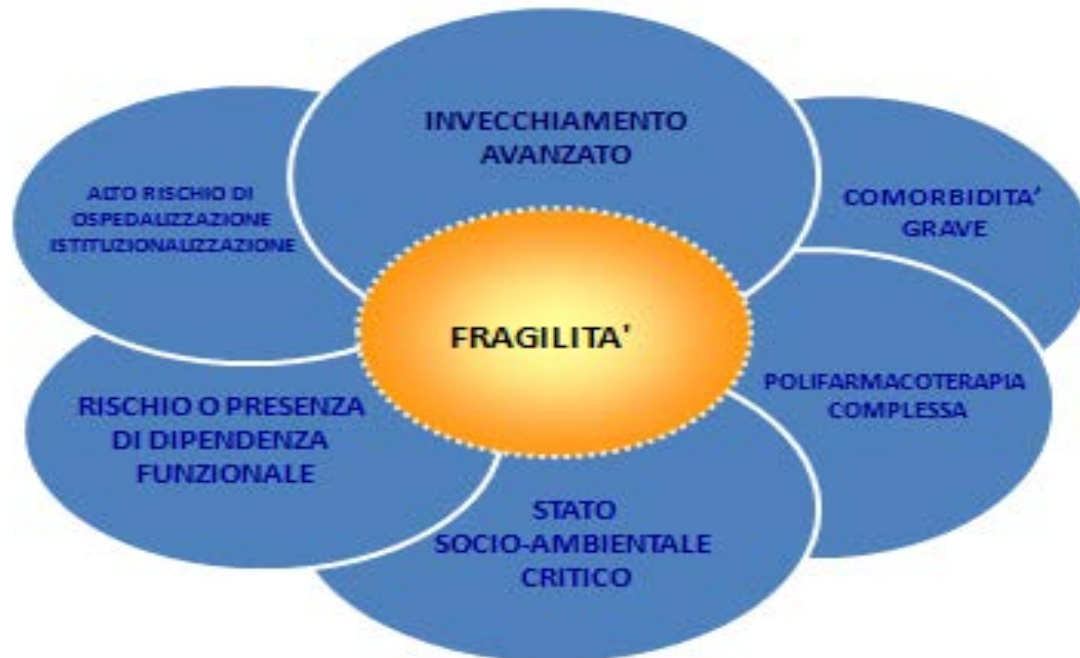 INVECCHIAMENTO
AVANZATO
ALTO RISCHIO DI
OSPEDALIZZAZIONE
ISTITUZIONALIZZAZIONE
COMORBIDITA'
GRAVE
FRAGILITA'
POLIFARMACOTERAPIA
COMPLESSA
RISCHIO O PRESENZA
DI DIPENDENZA
FUNZIONALE
STATO
SOCIO-AMBIENTALE
CRITICO